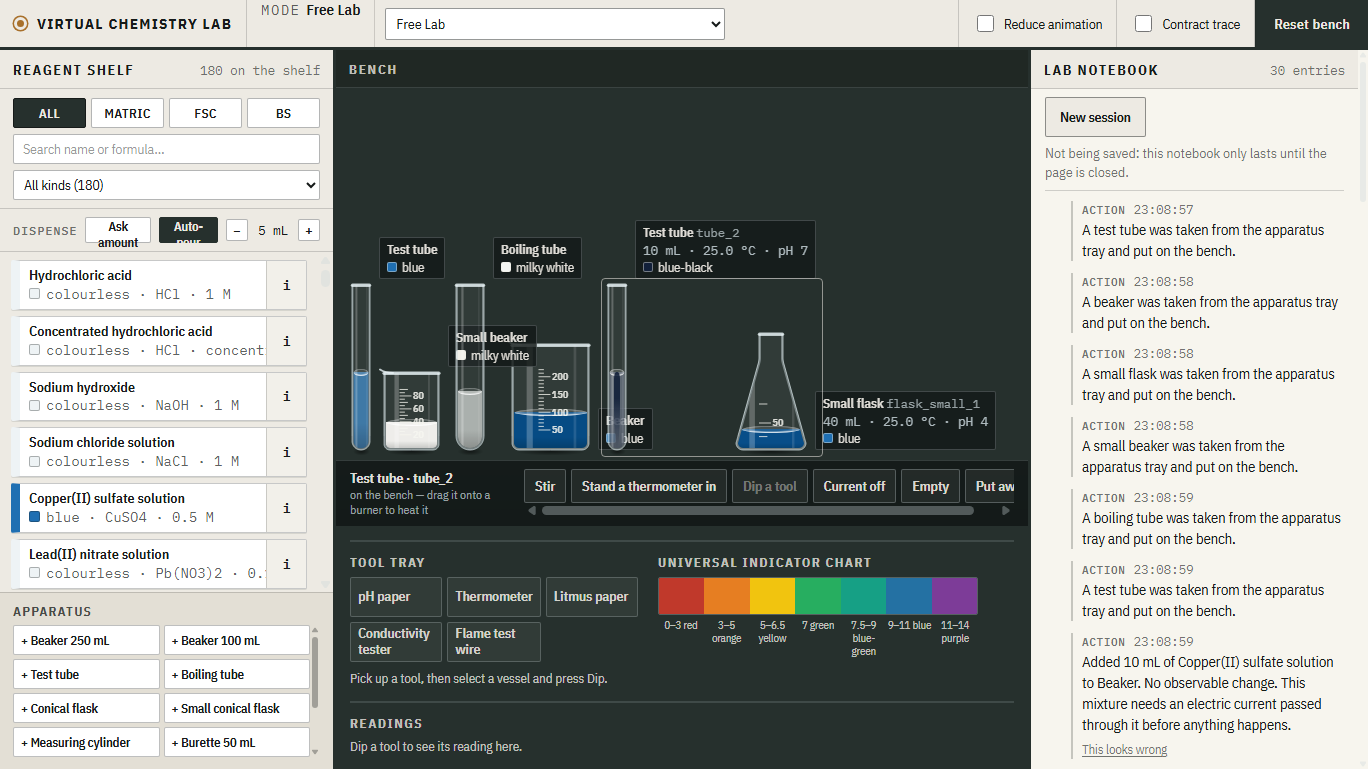 VIRTUAL CHEMISTRY LAB
MODE Free Lab
Free Lab
Reduce animation
Contract trace
Reset bench
REAGENT SHELF
180 on the shelf
ALL
MATRIC
FSC
BS
Search name or formula...
All kinds (180)
DISPENSE
Ask
amount
Auto-
pour
−
5 mL
+
Hydrochloric acid
colourless · HCl · 1 M
i
Concentrated hydrochloric acid
colourless · HCl · concent
i
Sodium hydroxide
colourless · NaOH · 1 M
i
Sodium chloride solution
colourless · NaCl · 1 M
i
Copper(II) sulfate solution
blue · CuSO4 · 0.5 M
i
Lead(II) nitrate solution
colourless · Pb(NO3)2 · 0.
i
APPARATUS
+ Beaker 250 mL
+ Beaker 100 mL
+ Test tube
+ Boiling tube
+ Conical flask
+ Small conical flask
+ Measuring cylinder
+ Burette 50 mL
BENCH
Test tube
blue
Boiling tube
milky white
Test tube tube_2
10 mL · 25.0 °C · pH 7
blue-black
Small beaker
milky white
80
60
40
200
150
100
50
Beaker
blue
50
Small flask flask_small_1
40 mL · 25.0 °C · pH 4
blue
Test tube · tube_2
on the bench — drag it onto a
burner to heat it
Stir
Stand a thermometer in
Dip a tool
Current off
Empty
Put aw
TOOL TRAY
pH paper
Thermometer
Litmus paper
Conductivity
tester
Flame test
wire
Pick up a tool, then select a vessel and press Dip.
UNIVERSAL INDICATOR CHART
0–3 red
3–5
orange
5–6.5
yellow
7 green
7.5–9
blue-
green
9–11 blue
11–14
purple
READINGS
Dip a tool to see its reading here.
LAB NOTEBOOK
30 entries
New session
Not being saved: this notebook only lasts until the
page is closed.
ACTION 23:08:57
A test tube was taken from the apparatus
tray and put on the bench.
ACTION 23:08:58
A beaker was taken from the apparatus tray
and put on the bench.
ACTION 23:08:58
A small flask was taken from the apparatus
tray and put on the bench.
ACTION 23:08:58
A small beaker was taken from the
apparatus tray and put on the bench.
ACTION 23:08:59
A boiling tube was taken from the apparatus
tray and put on the bench.
ACTION 23:08:59
A test tube was taken from the apparatus
tray and put on the bench.
ACTION 23:08:59
Added 10 mL of Copper(II) sulfate solution
to Beaker. No observable change. This
mixture needs an electric current passed
through it before anything happens.
This looks wrong